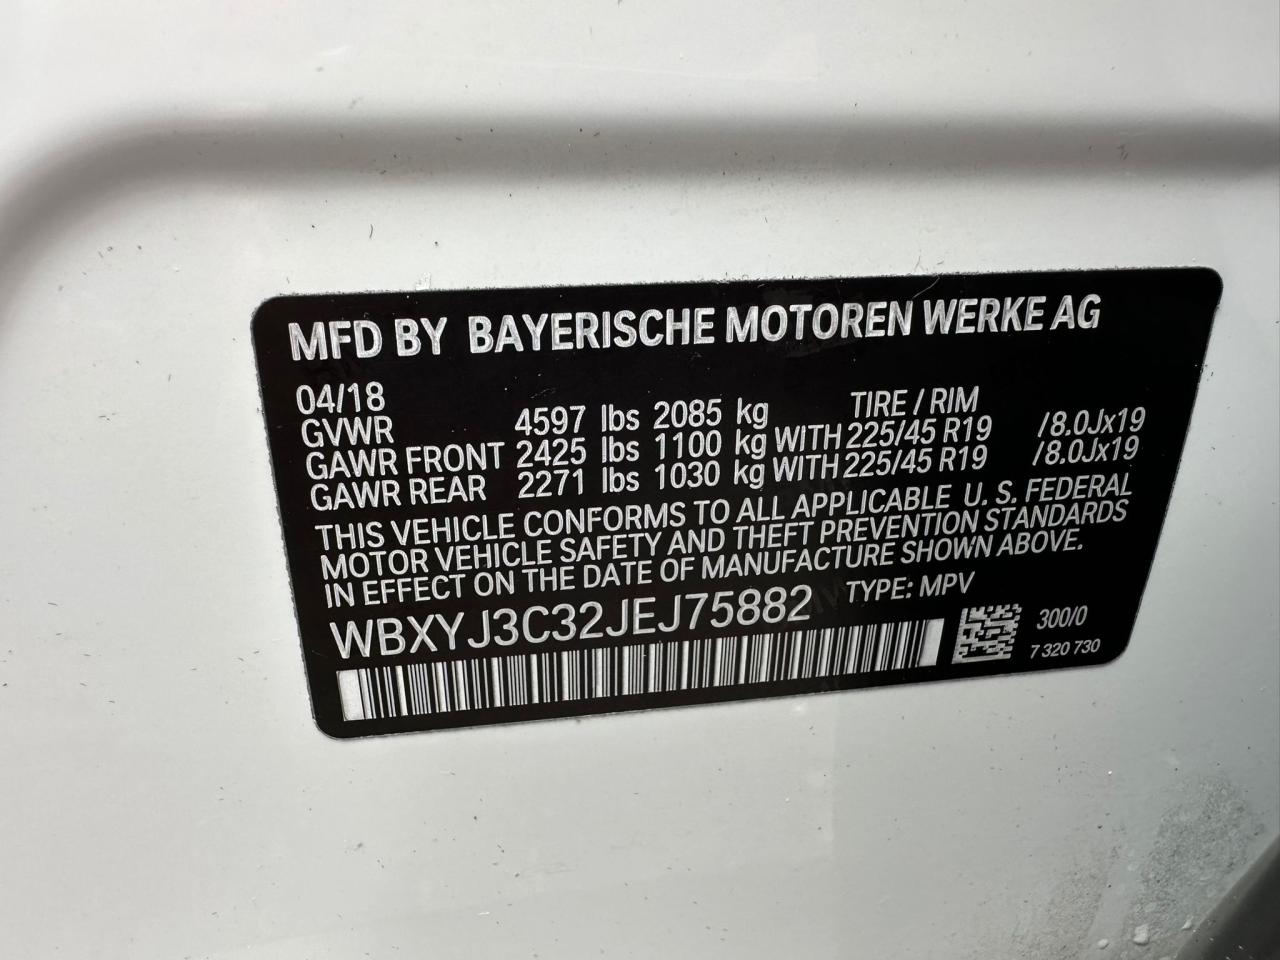 MFD BY BAYERISCHE MOTOREN WERKE AG
04/18 TIRE / RIM
GVWR 4597 lbs 2085 kg
GAWR FRONT 2425 lbs 1100 kg WITH 225/45 R19 /8.0Jx19
GAWR REAR 2271 lbs 1030 kg WITH 225/45 R19 /8.0Jx19
THIS VEHICLE CONFORMS TO ALL APPLICABLE U. S. FEDERAL
MOTOR VEHICLE SAFETY AND THEFT PREVENTION STANDARDS
IN EFFECT ON THE DATE OF MANUFACTURE SHOWN ABOVE.
WBXYJ3C32JEJ75882 TYPE: MPV
300/0
7 320 730